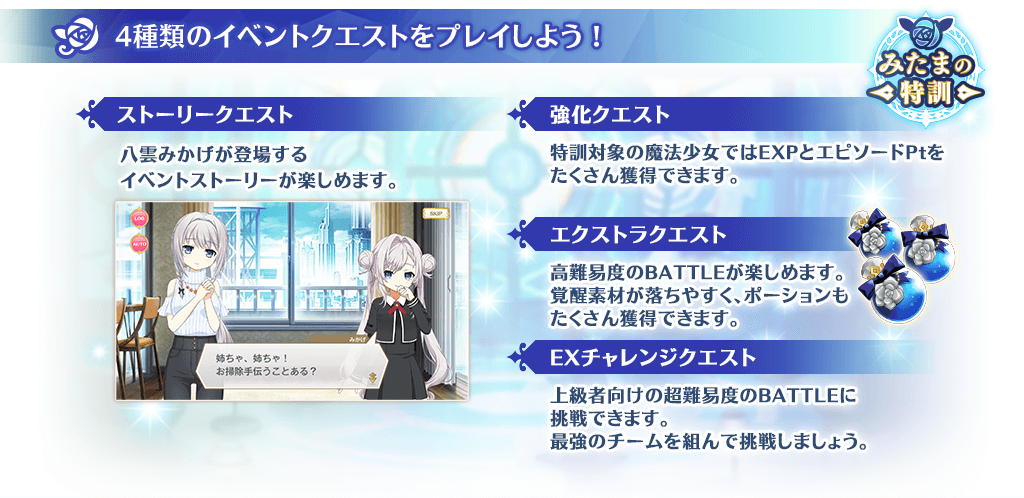 4種類のイベントクエストをプレイしよう！
みたまの
特訓
ストーリークエスト
八雲みかげが登場する
イベントストーリーが楽しめます。
LOG
AUTO
SKIP
みかげ
姉ちゃ、姉ちゃ！
お掃除手伝うことある？
強化クエスト
特訓対象の魔法少女ではEXPとエピソードPtを
たくさん獲得できます。
エクストラクエスト
高難易度のBATTLEが楽しめます。
覚醒素材が落ちやすく、ポーションも
たくさん獲得できます。
EXチャレンジクエスト
上級者向けの超難易度のBATTLEに
挑戦できます。
最強のチームを組んで挑戦しましょう。